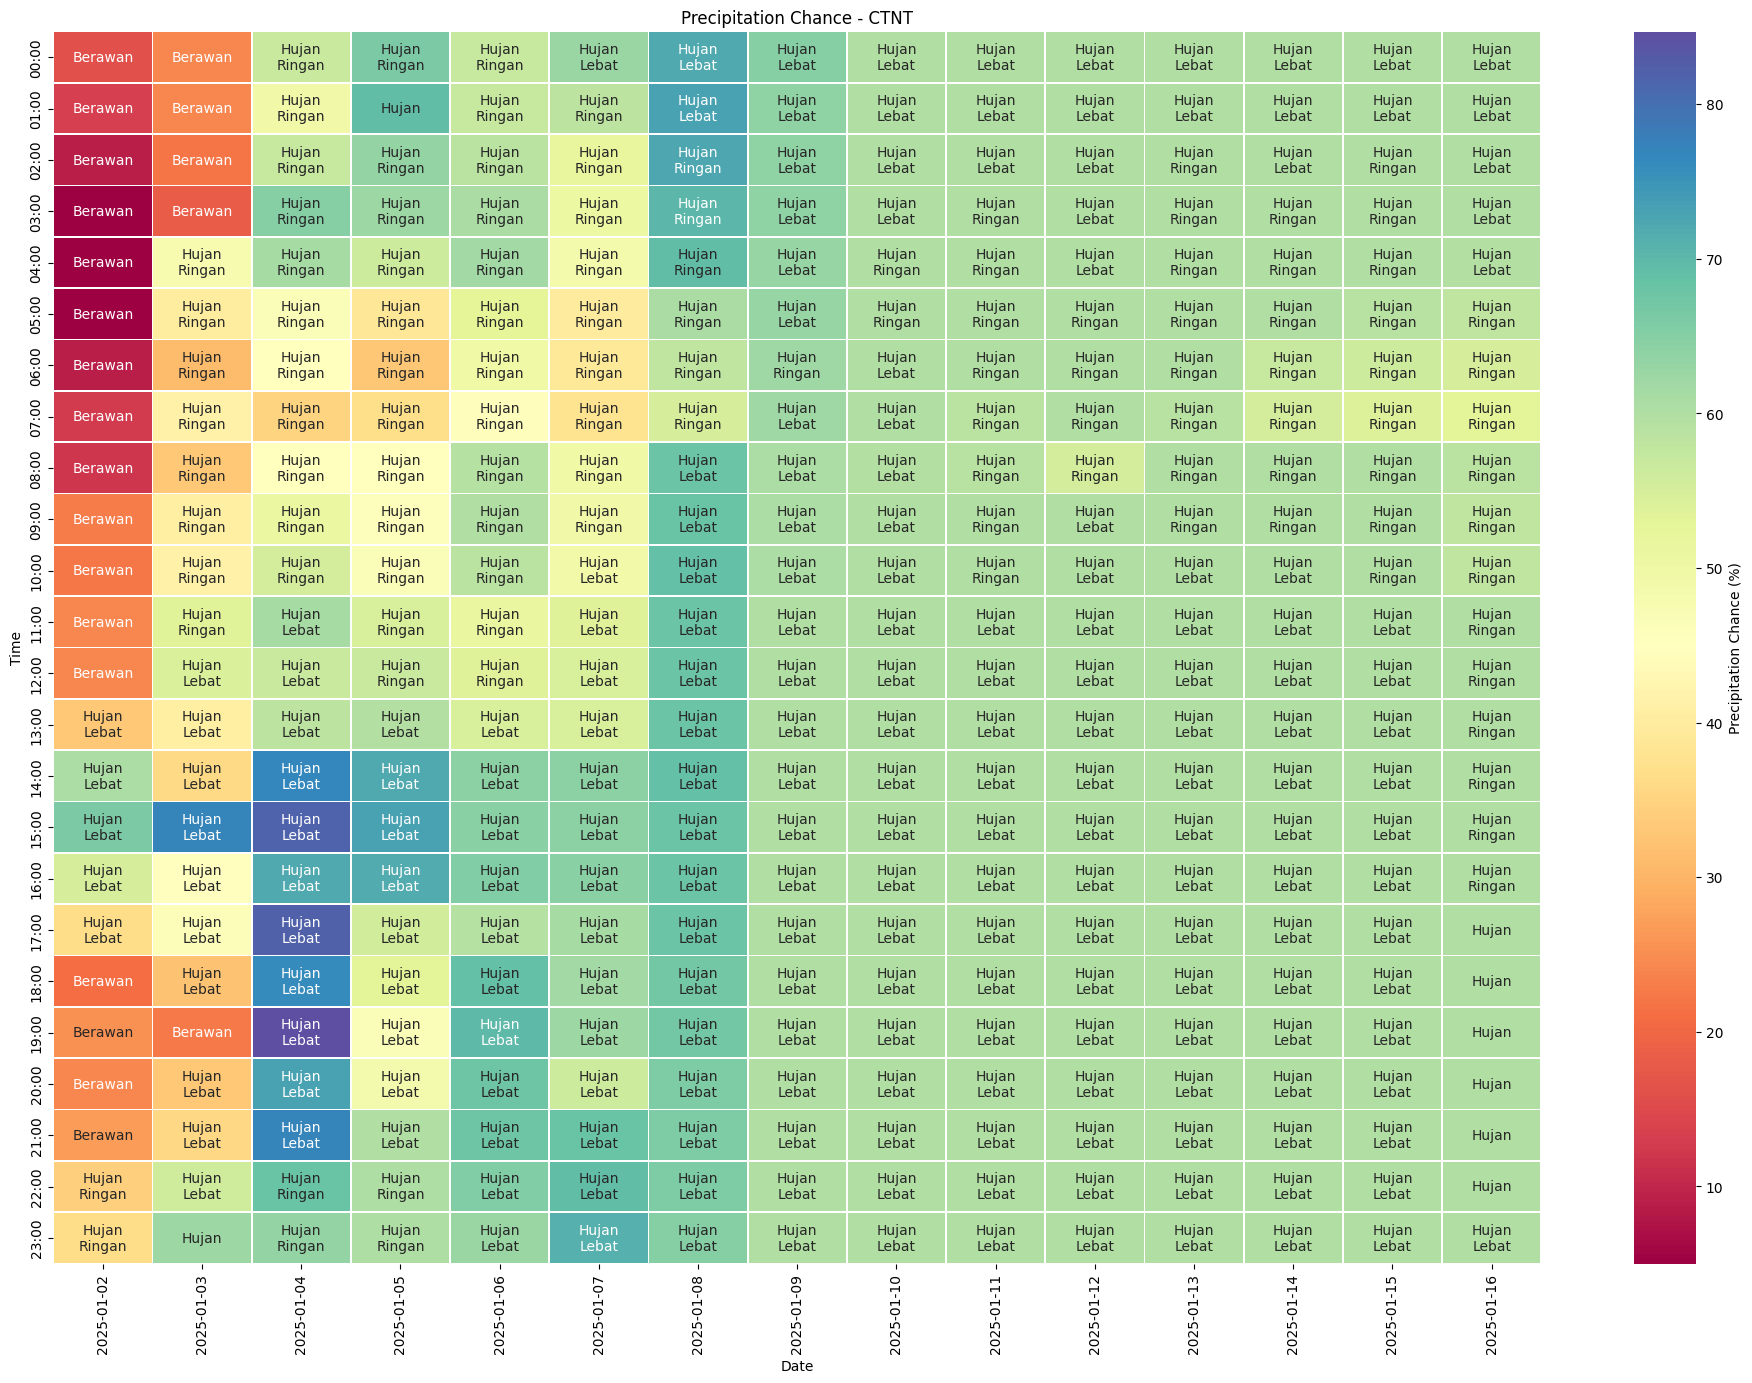 Precipitation Chance - CTNT
00:00 Berawan Berawan Hujan Ringan Hujan Ringan Hujan Ringan Hujan Lebat Hujan Lebat Hujan Lebat Hujan Lebat Hujan Lebat Hujan Lebat Hujan Lebat Hujan Lebat Hujan Lebat Hujan Lebat
01:00 Berawan Berawan Hujan Ringan Hujan Hujan Ringan Hujan Ringan Hujan Lebat Hujan Lebat Hujan Lebat Hujan Lebat Hujan Lebat Hujan Lebat Hujan Lebat Hujan Lebat Hujan Lebat
02:00 Berawan Berawan Hujan Ringan Hujan Ringan Hujan Ringan Hujan Ringan Hujan Ringan Hujan Lebat Hujan Lebat Hujan Lebat Hujan Lebat Hujan Ringan Hujan Lebat Hujan Ringan Hujan Lebat
03:00 Berawan Berawan Hujan Ringan Hujan Ringan Hujan Ringan Hujan Ringan Hujan Ringan Hujan Lebat Hujan Lebat Hujan Ringan Hujan Lebat Hujan Ringan Hujan Ringan Hujan Ringan Hujan Lebat
04:00 Berawan Hujan Ringan Hujan Ringan Hujan Ringan Hujan Ringan Hujan Ringan Hujan Ringan Hujan Lebat Hujan Ringan Hujan Ringan Hujan Lebat Hujan Ringan Hujan Ringan Hujan Ringan Hujan Lebat
05:00 Berawan Hujan Ringan Hujan Ringan Hujan Ringan Hujan Ringan Hujan Ringan Hujan Ringan Hujan Lebat Hujan Ringan Hujan Ringan Hujan Ringan Hujan Ringan Hujan Ringan Hujan Ringan Hujan Ringan
06:00 Berawan Hujan Ringan Hujan Ringan Hujan Ringan Hujan Ringan Hujan Ringan Hujan Ringan Hujan Ringan Hujan Lebat Hujan Ringan Hujan Ringan Hujan Ringan Hujan Ringan Hujan Ringan Hujan Ringan
07:00 Berawan Hujan Ringan Hujan Ringan Hujan Ringan Hujan Ringan Hujan Ringan Hujan Ringan Hujan Lebat Hujan Lebat Hujan Ringan Hujan Ringan Hujan Ringan Hujan Ringan Hujan Ringan Hujan Ringan
08:00 Berawan Hujan Ringan Hujan Ringan Hujan Ringan Hujan Ringan Hujan Ringan Hujan Lebat Hujan Lebat Hujan Lebat Hujan Ringan Hujan Ringan Hujan Ringan Hujan Ringan Hujan Ringan Hujan Ringan
09:00 Berawan Hujan Ringan Hujan Ringan Hujan Ringan Hujan Ringan Hujan Ringan Hujan Lebat Hujan Lebat Hujan Lebat Hujan Ringan Hujan Lebat Hujan Ringan Hujan Ringan Hujan Ringan Hujan Ringan
10:00 Berawan Hujan Ringan Hujan Ringan Hujan Ringan Hujan Ringan Hujan Lebat Hujan Lebat Hujan Lebat Hujan Lebat Hujan Ringan Hujan Lebat Hujan Lebat Hujan Lebat Hujan Ringan Hujan Ringan
11:00 Berawan Hujan Ringan Hujan Lebat Hujan Ringan Hujan Ringan Hujan Lebat Hujan Lebat Hujan Lebat Hujan Lebat Hujan Lebat Hujan Lebat Hujan Lebat Hujan Lebat Hujan Lebat Hujan Ringan
12:00 Berawan Hujan Lebat Hujan Lebat Hujan Ringan Hujan Ringan Hujan Lebat Hujan Lebat Hujan Lebat Hujan Lebat Hujan Lebat Hujan Lebat Hujan Lebat Hujan Lebat Hujan Lebat Hujan Ringan
13:00 Hujan Lebat Hujan Lebat Hujan Lebat Hujan Lebat Hujan Lebat Hujan Lebat Hujan Lebat Hujan Lebat Hujan Lebat Hujan Lebat Hujan Lebat Hujan Lebat Hujan Lebat Hujan Lebat Hujan Ringan
14:00 Hujan Lebat Hujan Lebat Hujan Lebat Hujan Lebat Hujan Lebat Hujan Lebat Hujan Lebat Hujan Lebat Hujan Lebat Hujan Lebat Hujan Lebat Hujan Lebat Hujan Lebat Hujan Lebat Hujan Ringan
15:00 Hujan Lebat Hujan Lebat Hujan Lebat Hujan Lebat Hujan Lebat Hujan Lebat Hujan Lebat Hujan Lebat Hujan Lebat Hujan Lebat Hujan Lebat Hujan Lebat Hujan Lebat Hujan Lebat Hujan Ringan
16:00 Hujan Lebat Hujan Lebat Hujan Lebat Hujan Lebat Hujan Lebat Hujan Lebat Hujan Lebat Hujan Lebat Hujan Lebat Hujan Lebat Hujan Lebat Hujan Lebat Hujan Lebat Hujan Lebat Hujan Ringan
17:00 Hujan Lebat Hujan Lebat Hujan Lebat Hujan Lebat Hujan Lebat Hujan Lebat Hujan Lebat Hujan Lebat Hujan Lebat Hujan Lebat Hujan Lebat Hujan Lebat Hujan Lebat Hujan Lebat Hujan
18:00 Berawan Hujan Lebat Hujan Lebat Hujan Lebat Hujan Lebat Hujan Lebat Hujan Lebat Hujan Lebat Hujan Lebat Hujan Lebat Hujan Lebat Hujan Lebat Hujan Lebat Hujan Lebat Hujan
19:00 Berawan Berawan Hujan Lebat Hujan Lebat Hujan Lebat Hujan Lebat Hujan Lebat Hujan Lebat Hujan Lebat Hujan Lebat Hujan Lebat Hujan Lebat Hujan Lebat Hujan Lebat Hujan
20:00 Berawan Hujan Lebat Hujan Lebat Hujan Lebat Hujan Lebat Hujan Lebat Hujan Lebat Hujan Lebat Hujan Lebat Hujan Lebat Hujan Lebat Hujan Lebat Hujan Lebat Hujan Lebat Hujan
21:00 Berawan Hujan Lebat Hujan Lebat Hujan Lebat Hujan Lebat Hujan Lebat Hujan Lebat Hujan Lebat Hujan Lebat Hujan Lebat Hujan Lebat Hujan Lebat Hujan Lebat Hujan Lebat Hujan
22:00 Hujan Ringan Hujan Lebat Hujan Ringan Hujan Ringan Hujan Lebat Hujan Lebat Hujan Lebat Hujan Lebat Hujan Lebat Hujan Lebat Hujan Lebat Hujan Lebat Hujan Lebat Hujan Lebat Hujan
23:00 Hujan Ringan Hujan Hujan Ringan Hujan Ringan Hujan Lebat Hujan Lebat Hujan Lebat Hujan Lebat Hujan Lebat Hujan Lebat Hujan Lebat Hujan Lebat Hujan Lebat Hujan Lebat Hujan Lebat
Time
2025-01-02 2025-01-03 2025-01-04 2025-01-05 2025-01-06 2025-01-07 2025-01-08 2025-01-09 2025-01-10 2025-01-11 2025-01-12 2025-01-13 2025-01-14 2025-01-15 2025-01-16
Date
80
70
60
50
40
30
20
10
Precipitation Chance (%)